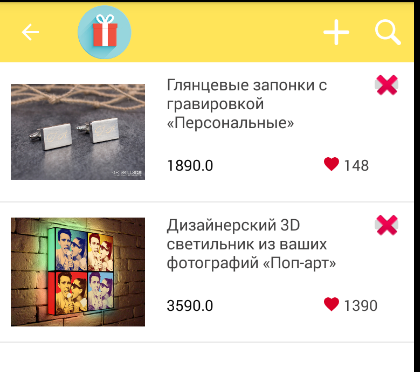 Глянцевые запонки с
гравировкой
«Персональные»
1890.0
148
Дизайнерский 3D
светильник из ваших
фотографий «Поп-арт»
3590.0
1390